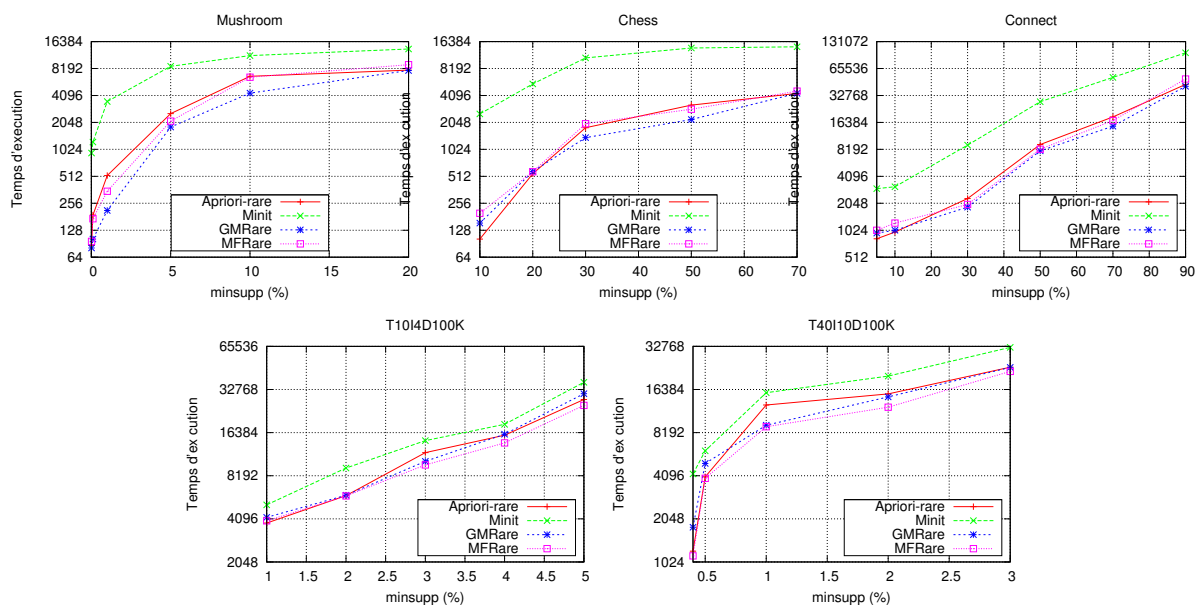 Mushroom
Temps d'execution
16384
8192
4096
2048
1024
512
256
128
64
Apriori-rare
Minit
GMRare
MFRare
0
5
10
15
20
minsupp (%)
Chess
Temps d'ex cution
16384
8192
4096
2048
1024
512
256
128
64
Apriori-rare
Minit
GMRare
MFRare
10
20
30
40
50
60
70
minsupp (%)
Connect
Temps d'ex cution
131072
65536
32768
16384
8192
4096
2048
1024
512
Apriori-rare
Minit
GMRare
MFRare
10
20
30
40
50
60
70
80
90
minsupp (%)
T10I4D100K
Temps d'ex cution
65536
32768
16384
8192
4096
2048
Apriori-rare
Minit
GMRare
MFRare
1
1.5
2
2.5
3
3.5
4
4.5
5
minsupp (%)
T40I10D100K
Temps d'ex cution
32768
16384
8192
4096
2048
1024
Apriori-rare
Minit
GMRare
MFRare
0.5
1
1.5
2
2.5
3
minsupp (%)